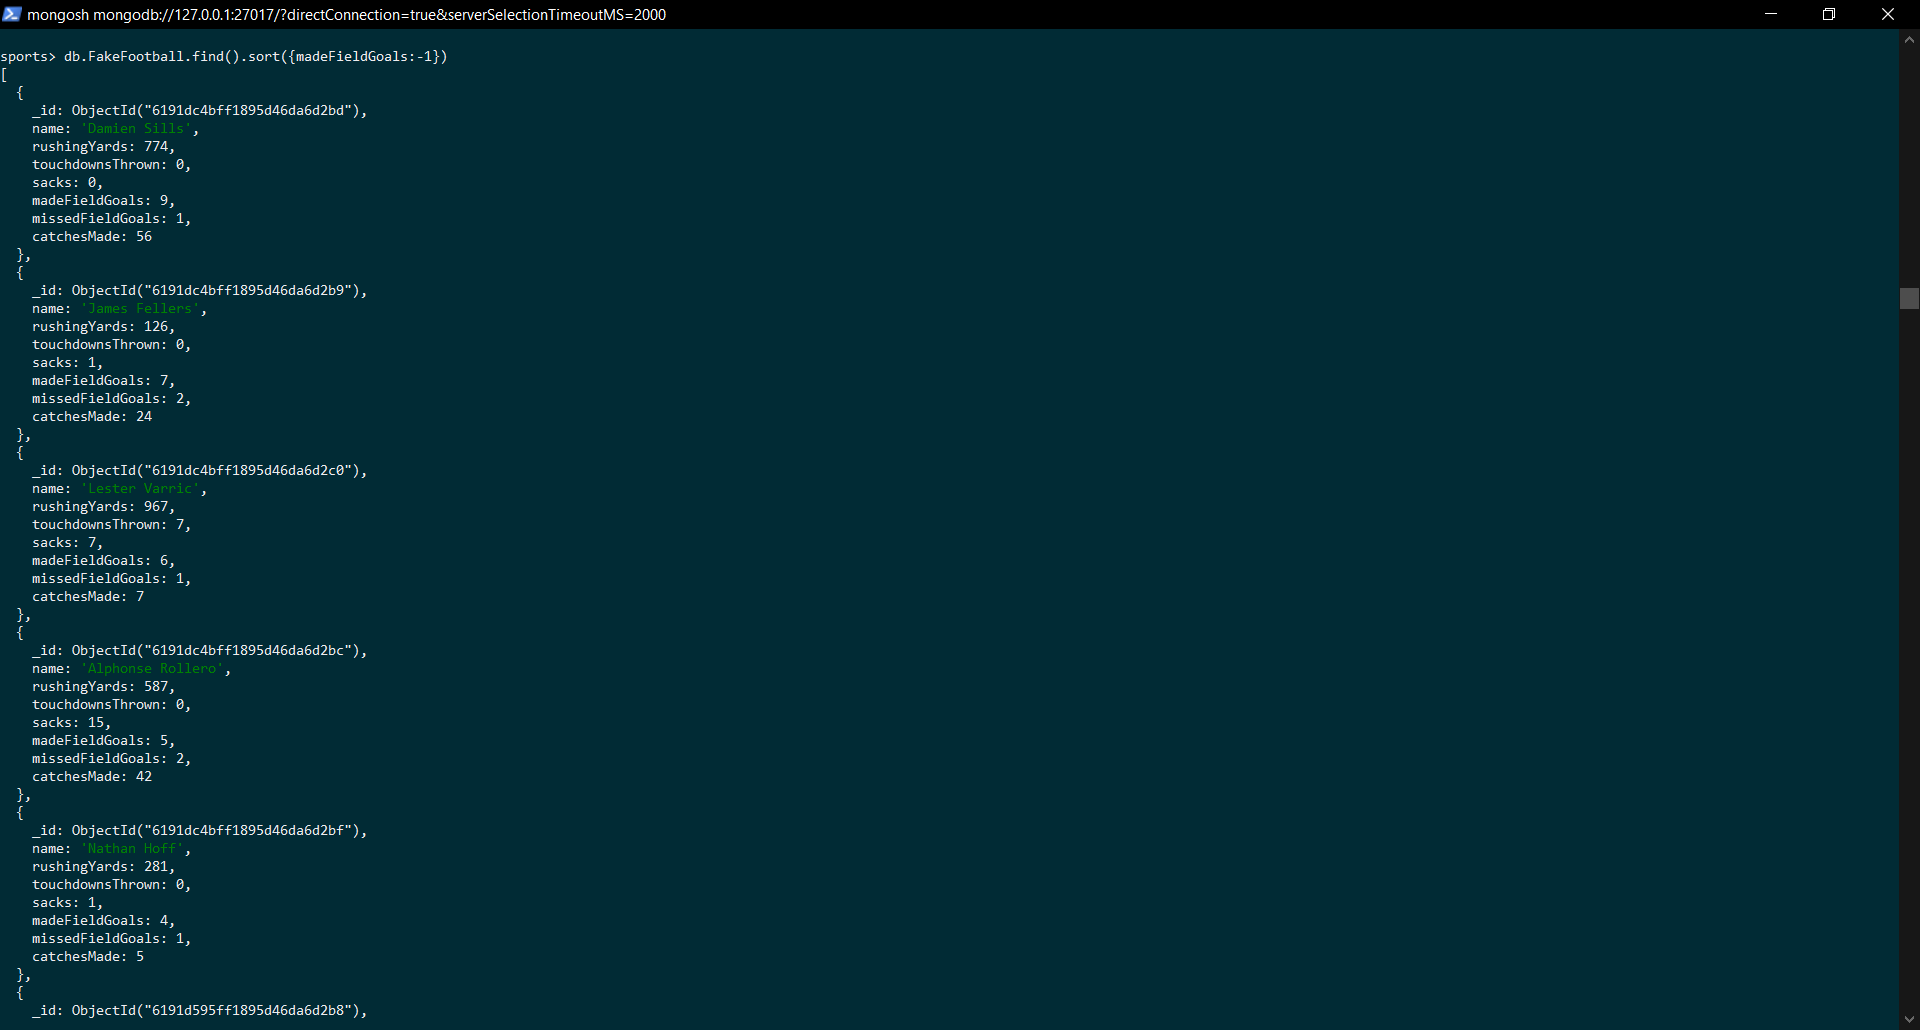 mongosh mongodb://127.0.0.1:27017/?directConnection=true&serverSelectionTimeoutMS=2000
sports> db.FakeFootball.find().sort({madeFieldGoals:-1})
[
  {
    _id: ObjectId("6191dc4bff1895d46da6d2bd"),
    name: 'Damien Sills',
    rushingYards: 774,
    touchdownsThrown: 0,
    sacks: 0,
    madeFieldGoals: 9,
    missedFieldGoals: 1,
    catchesMade: 56
  },
  {
    _id: ObjectId("6191dc4bff1895d46da6d2b9"),
    name: 'James Fellers',
    rushingYards: 126,
    touchdownsThrown: 0,
    sacks: 1,
    madeFieldGoals: 7,
    missedFieldGoals: 2,
    catchesMade: 24
  },
  {
    _id: ObjectId("6191dc4bff1895d46da6d2c0"),
    name: 'Lester Varric',
    rushingYards: 967,
    touchdownsThrown: 7,
    sacks: 7,
    madeFieldGoals: 6,
    missedFieldGoals: 1,
    catchesMade: 7
  },
  {
    _id: ObjectId("6191dc4bff1895d46da6d2bc"),
    name: 'Alphonse Rollero',
    rushingYards: 587,
    touchdownsThrown: 0,
    sacks: 15,
    madeFieldGoals: 5,
    missedFieldGoals: 2,
    catchesMade: 42
  },
  {
    _id: ObjectId("6191dc4bff1895d46da6d2bf"),
    name: 'Nathan Hoff',
    rushingYards: 281,
    touchdownsThrown: 0,
    sacks: 1,
    madeFieldGoals: 4,
    missedFieldGoals: 1,
    catchesMade: 5
  },
  {
    _id: ObjectId("6191d595ff1895d46da6d2b8"),